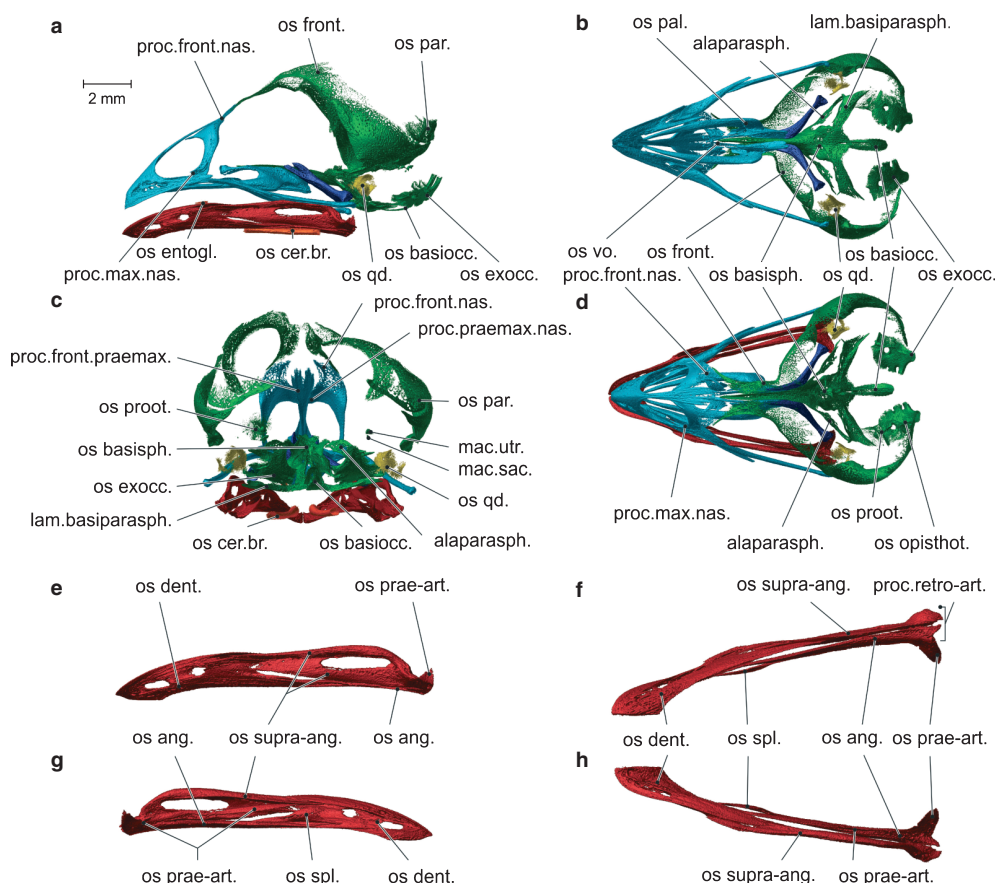 a
os front.
os par.
proc.front.nas.
2 mm
os entogl.
proc.max.nas.
os cer.br.
os qd.
os basiocc.
os exocc.
b
os pal.
alaparasph.
lam.basiparasph.
os vo.
os front.
proc.front.nas.
os basisph.
os qd.
os basiocc.
os exocc.
c
proc.front.nas.
proc.praemax.nas.
proc.front.praemax.
os proot.
os basisph.
os exocc.
lam.basiparasph.
os cer.br.
os basiocc.
alaparasph.
os par.
mac.utr.
mac.sac.
os qd.
d
proc.max.nas.
alaparasph.
os proot.
os opisthot.
e
os dent.
os prae-art.
os ang.
os supra-ang.
os ang.
f
os supra-ang.
proc.retro-art.
os dent.
os spl.
os ang.
os prae-art.
g
os prae-art.
os spl.
os dent.
h
os supra-ang.
os prae-art.